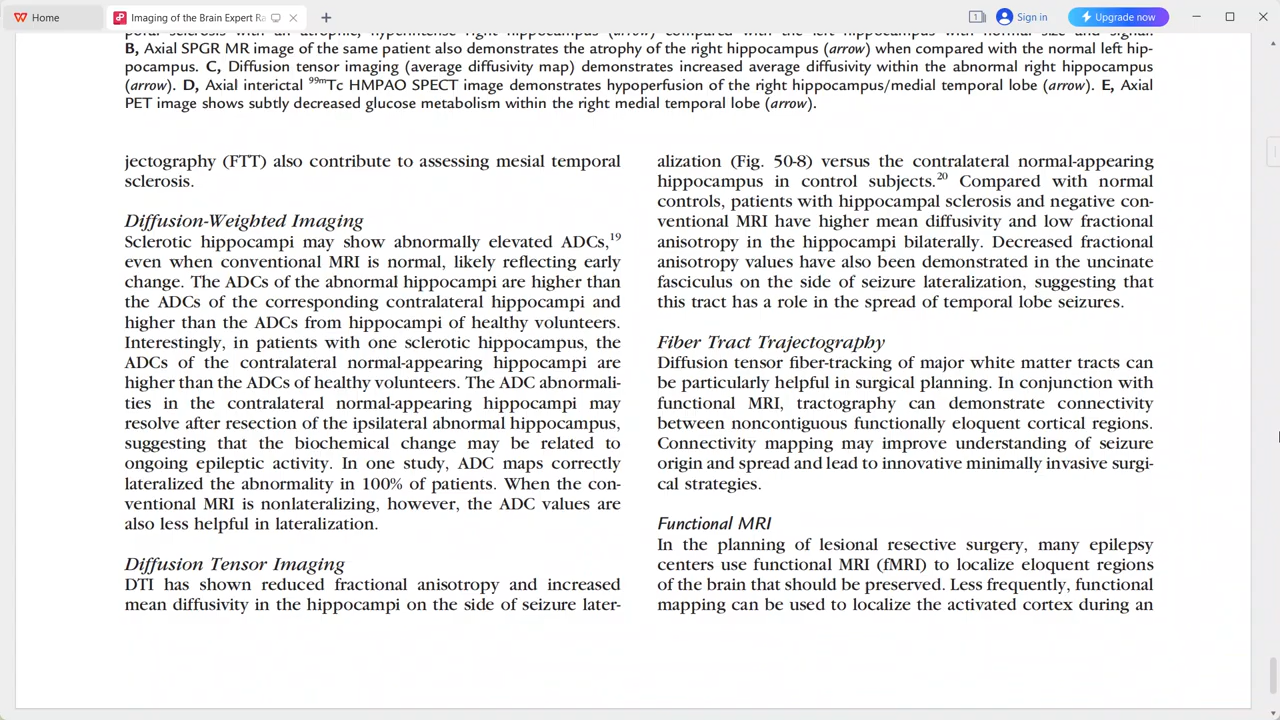 Home
Imaging of the Brain Expert Ra
Sign in
Upgrade now
B, Axial SPGR MR image of the same patient also demonstrates the atrophy of the right hippocampus (arrow) when compared with the normal left hip-
pocampus. C, Diffusion tensor imaging (average diffusivity map) demonstrates increased average diffusivity within the abnormal right hippocampus
(arrow). D, Axial interictal 99mTc HMPAO SPECT image demonstrates hypoperfusion of the right hippocampus/medial temporal lobe (arrow). E, Axial
PET image shows subtly decreased glucose metabolism within the right medial temporal lobe (arrow).
jectography (FTT) also contribute to assessing mesial temporal
sclerosis.
Diffusion-Weighted Imaging
Sclerotic hippocampi may show abnormally elevated ADCs,19
even when conventional MRI is normal, likely reflecting early
change. The ADCs of the abnormal hippocampi are higher than
the ADCs of the corresponding contralateral hippocampi and
higher than the ADCs from hippocampi of healthy volunteers.
Interestingly, in patients with one sclerotic hippocampus, the
ADCs of the contralateral normal-appearing hippocampi are
higher than the ADCs of healthy volunteers. The ADC abnormali-
ties in the contralateral normal-appearing hippocampi may
resolve after resection of the ipsilateral abnormal hippocampus,
suggesting that the biochemical change may be related to
ongoing epileptic activity. In one study, ADC maps correctly
lateralized the abnormality in 100% of patients. When the con-
ventional MRI is nonlateralizing, however, the ADC values are
also less helpful in lateralization.
Diffusion Tensor Imaging
DTI has shown reduced fractional anisotropy and increased
mean diffusivity in the hippocampi on the side of seizure later-
alization (Fig. 50-8) versus the contralateral normal-appearing
hippocampus in control subjects.20 Compared with normal
controls, patients with hippocampal sclerosis and negative con-
ventional MRI have higher mean diffusivity and low fractional
anisotropy in the hippocampi bilaterally. Decreased fractional
anisotropy values have also been demonstrated in the uncinate
fasciculus on the side of seizure lateralization, suggesting that
this tract has a role in the spread of temporal lobe seizures.
Fiber Tract Trajectography
Diffusion tensor fiber-tracking of major white matter tracts can
be particularly helpful in surgical planning. In conjunction with
functional MRI, tractography can demonstrate connectivity
between noncontiguous functionally eloquent cortical regions.
Connectivity mapping may improve understanding of seizure
origin and spread and lead to innovative minimally invasive surgi-
cal strategies.
Functional MRI
In the planning of lesional resective surgery, many epilepsy
centers use functional MRI (fMRI) to localize eloquent regions
of the brain that should be preserved. Less frequently, functional
mapping can be used to localize the activated cortex during an